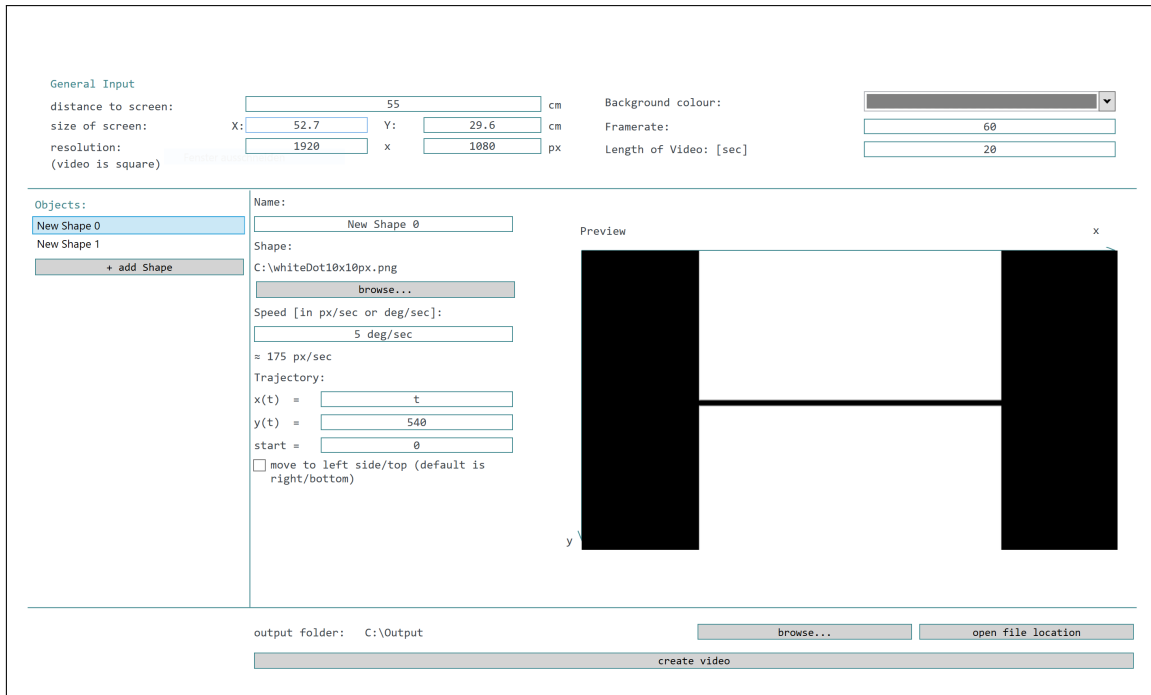 General Input
distance to screen: 55 cm
size of screen: X: 52.7 Y: 29.6 cm
resolution: 1920 x 1080 px
(video is square)
Background colour:
Framerate: 60
Length of Video: [sec] 20
Objects:
New Shape 0
New Shape 1
+ add Shape
Name:
New Shape 0
Shape:
C:\whiteDot10x10px.png
browse...
Speed [in px/sec or deg/sec]:
5 deg/sec
≈ 175 px/sec
Trajectory:
x(t) = t
y(t) = 540
start = 0
move to left side/top (default is
right/bottom)
Preview
x
y
output folder: C:\Output browse... open file location
create video